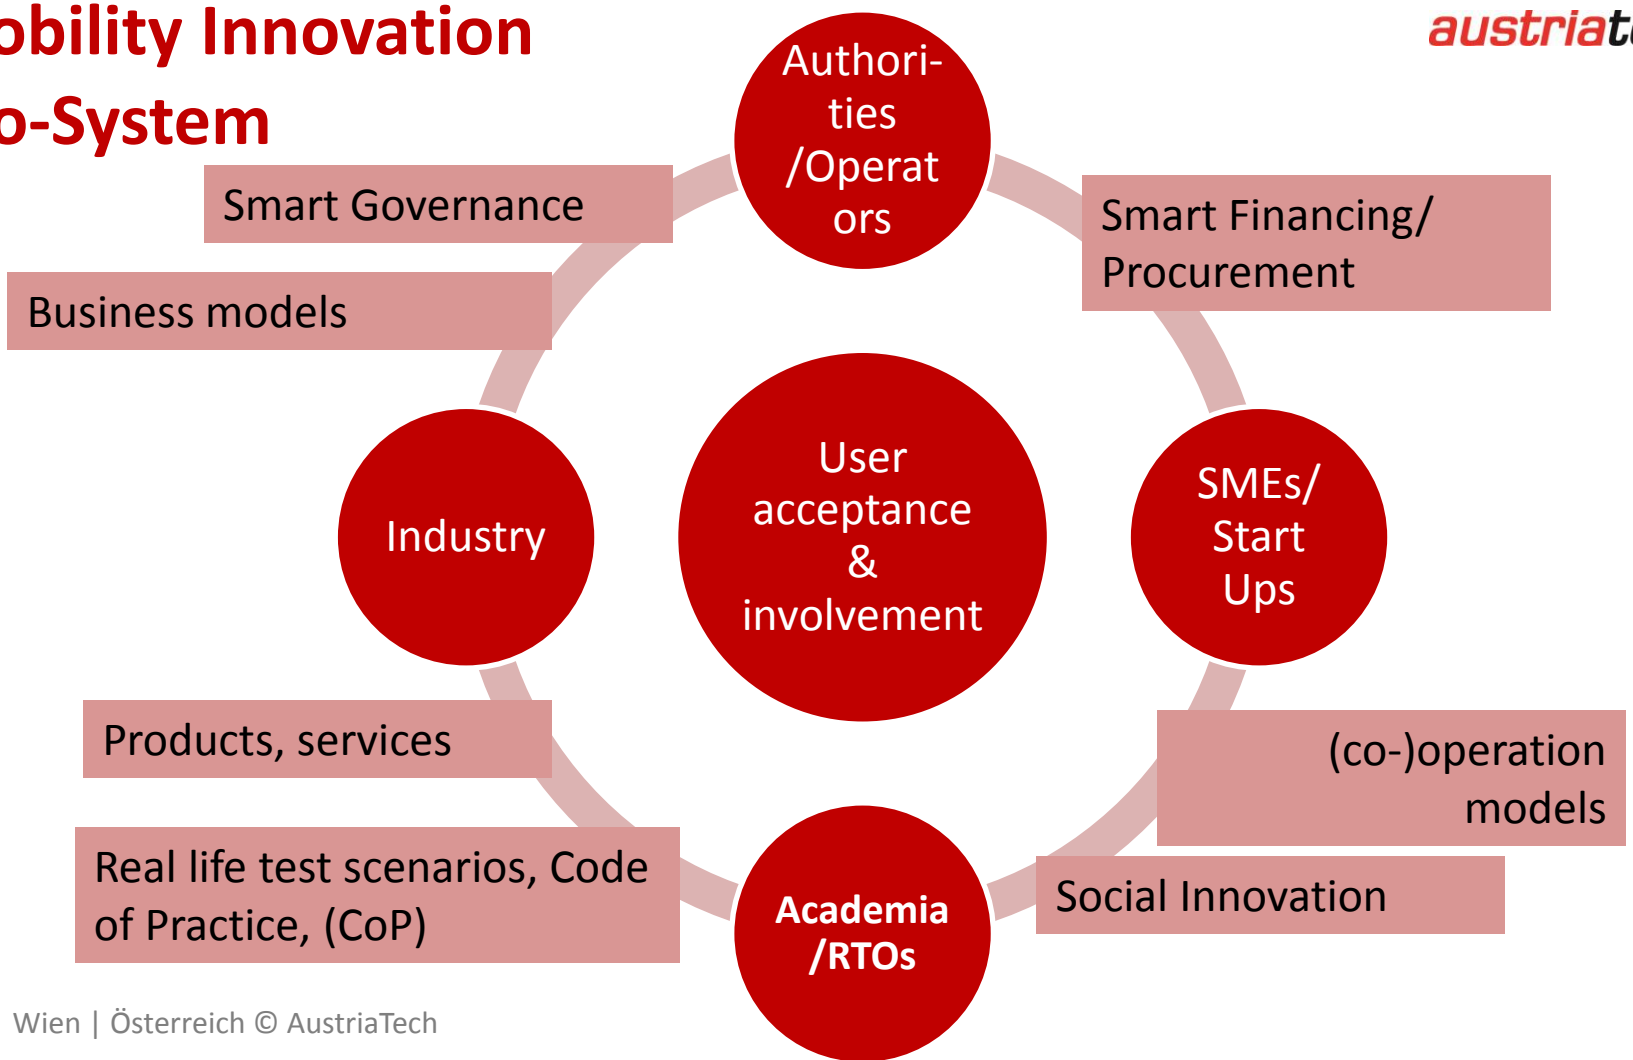 obility Innovation
o-System
austriat
Authori-
ties
/Operat
ors
Smart Governance
Smart Financing/
Procurement
Business models
User
acceptance
&
involvement
Industry
SMEs/
Start
Ups
Products, services
(co-)operation
models
Real life test scenarios, Code
of Practice, (CoP)
Academia
/RTOs
Social Innovation
Wien | Österreich © AustriaTech